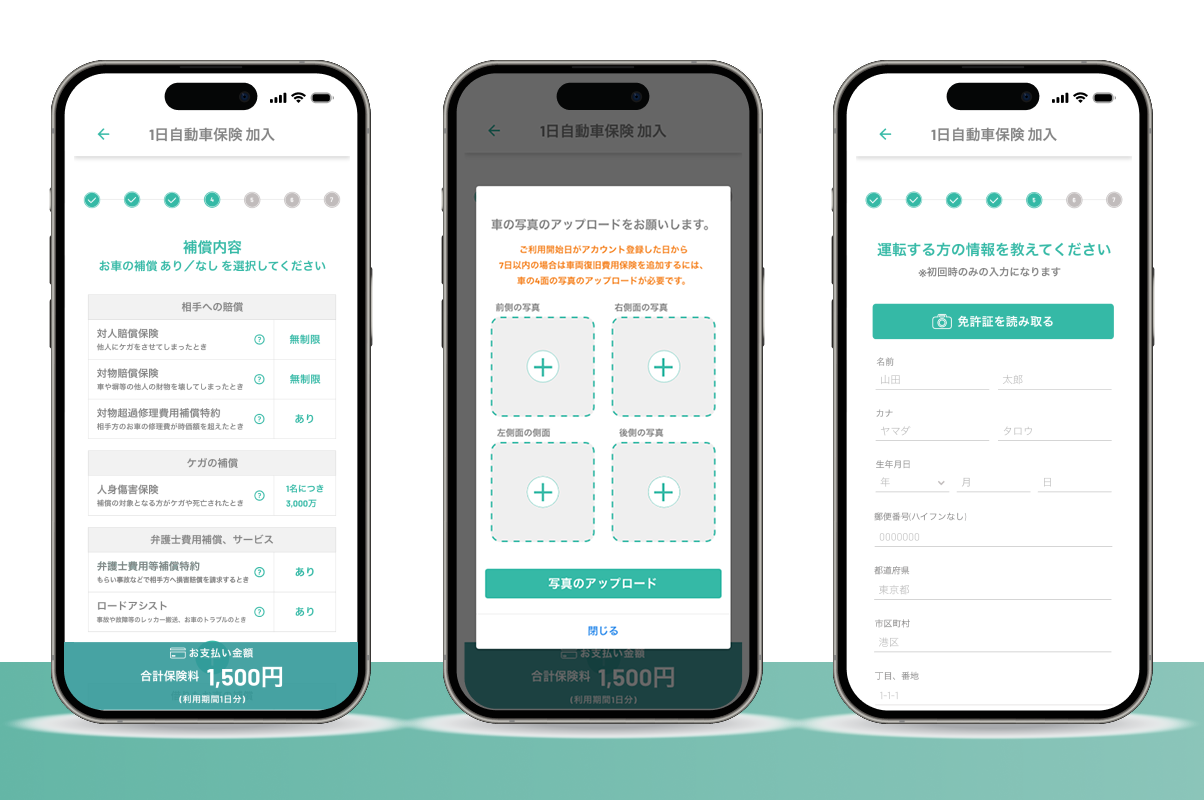 1日自動車保険 加入
4
5
6
7
補償内容
お車の補償 あり／なし を選択してください
相手への賠償
対人賠償保険
他人にケガをさせてしまったとき
?
無制限
対物賠償保険
車や塀等の他人の財物を壊してしまったとき
?
無制限
対物超過修理費用補償特約
相手方のお車の修理費が時価額を超えたとき
?
あり
ケガの補償
人身傷害保険
補償の対象となる方がケガや死亡されたとき
?
1名につき
3,000万
弁護士費用補償、サービス
弁護士費用等補償特約
もらい事故などで相手方へ損害賠償を請求するとき
?
あり
ロードアシスト
事故や故障等のレッカー搬送、お車のトラブルのとき
?
あり
お支払い金額
合計保険料 1,500円
(利用期間1日分)
1日自動車保険 加入
車の写真のアップロードをお願いします。
ご利用開始日がアカウント登録した日から
7日以内の場合は車両復旧費用保険を追加するには、
車の4面の写真のアップロードが必要です。
前側の写真
右側面の写真
左側面の側面
後側の写真
写真のアップロード
閉じる
お支払い金額
合計保険料 1,500円
(利用期間1日分)
1日自動車保険 加入
5
6
7
運転する方の情報を教えてください
※初回時のみの入力になります
免許証を読み取る
名前
山田 太郎
カナ
ヤマダ タロウ
生年月日
年 月 日
郵便番号(ハイフンなし)
0000000
都道府県
東京都
市区町村
港区
丁目、番地
1-1-1